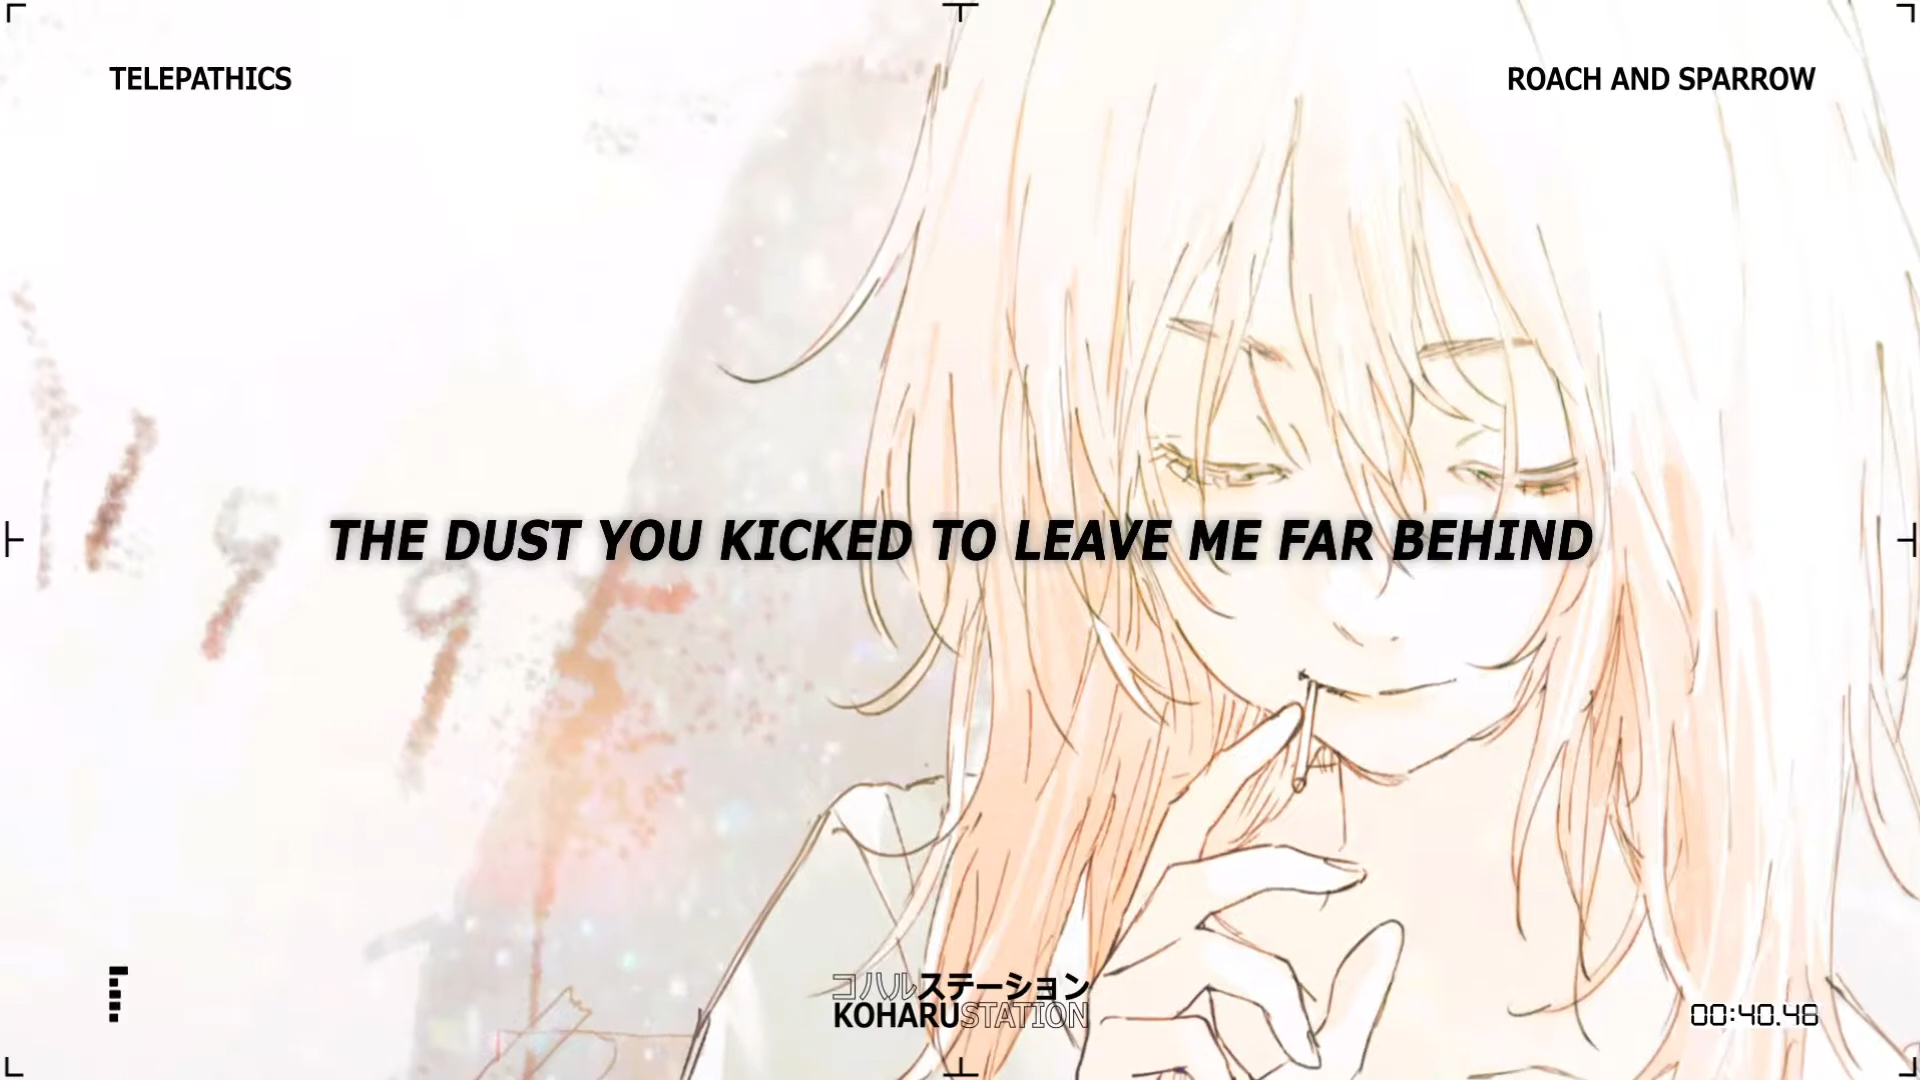 TELEPATHICS
ROACH AND SPARROW
THE DUST YOU KICKED TO LEAVE ME FAR BEHIND
コハルステーション
KOHARUSTATION
00:40.48